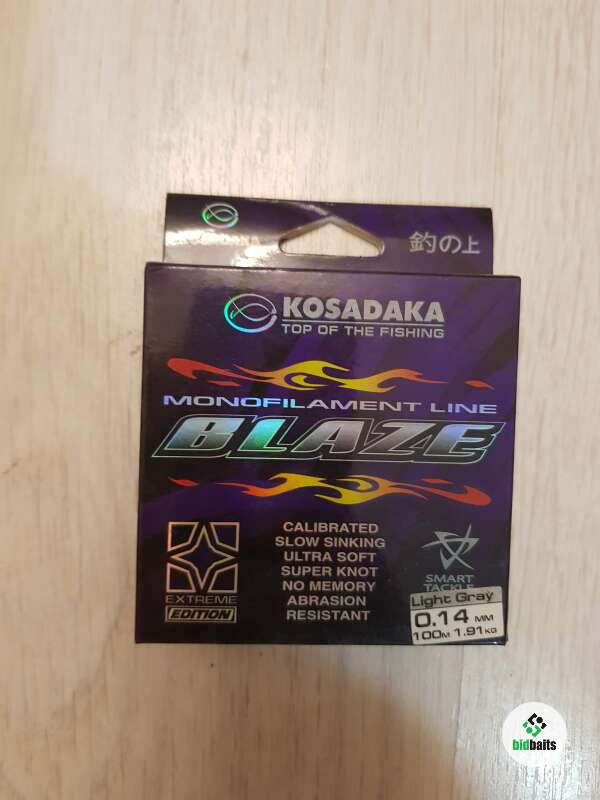 KOSADAKA
釣の上
KOSADAKA
TOP OF THE FISHING
MONOFILAMENT LINE
BLAZE
CALIBRATED
SLOW SINKING
ULTRA SOFT
SUPER KNOT
NO MEMORY
ABRASION
RESISTANT
EXTREME
EDITION
SMART
TACKLE
Light Gray
0.14 MM
100M 1.91KG
bidbaits